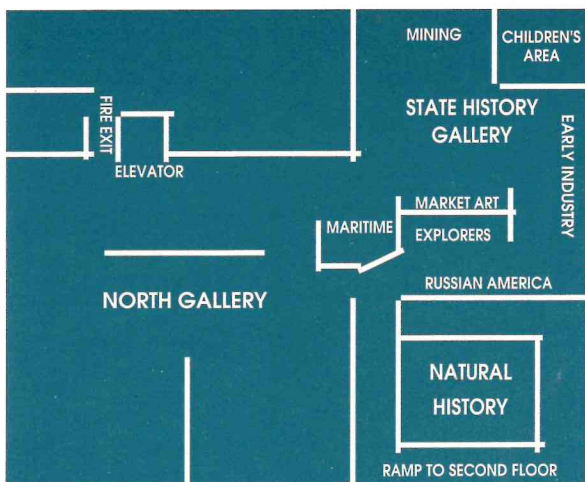 MINING
CHILDREN'S
AREA
STATE HISTORY
GALLERY
FIRE EXIT
ELEVATOR
EARLY INDUSTRY
MARKET ART
MARITIME
EXPLORERS
RUSSIAN AMERICA
NORTH GALLERY
NATURAL
HISTORY
RAMP TO SECOND FLOOR